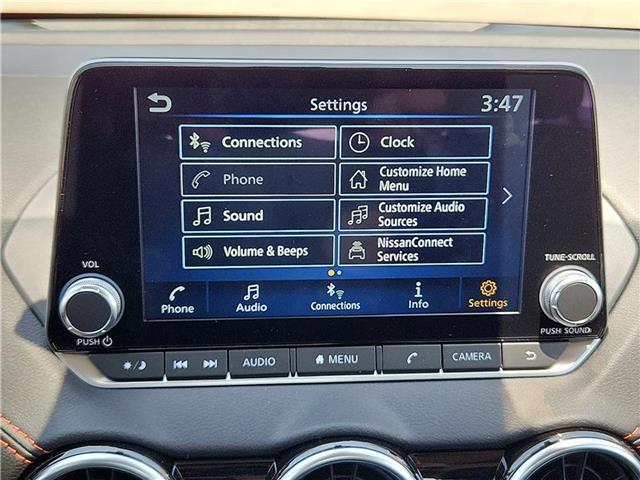 Settings
3:47
Connections
Clock
Phone
Customize Home
Menu
Sound
Customize Audio
Sources
Volume & Beeps
NissanConnect
Services
VOL
TUNE·SCROLL
Phone
Audio
Connections
Info
Settings
PUSH
PUSH SOUND
AUDIO
MENU
CAMERA